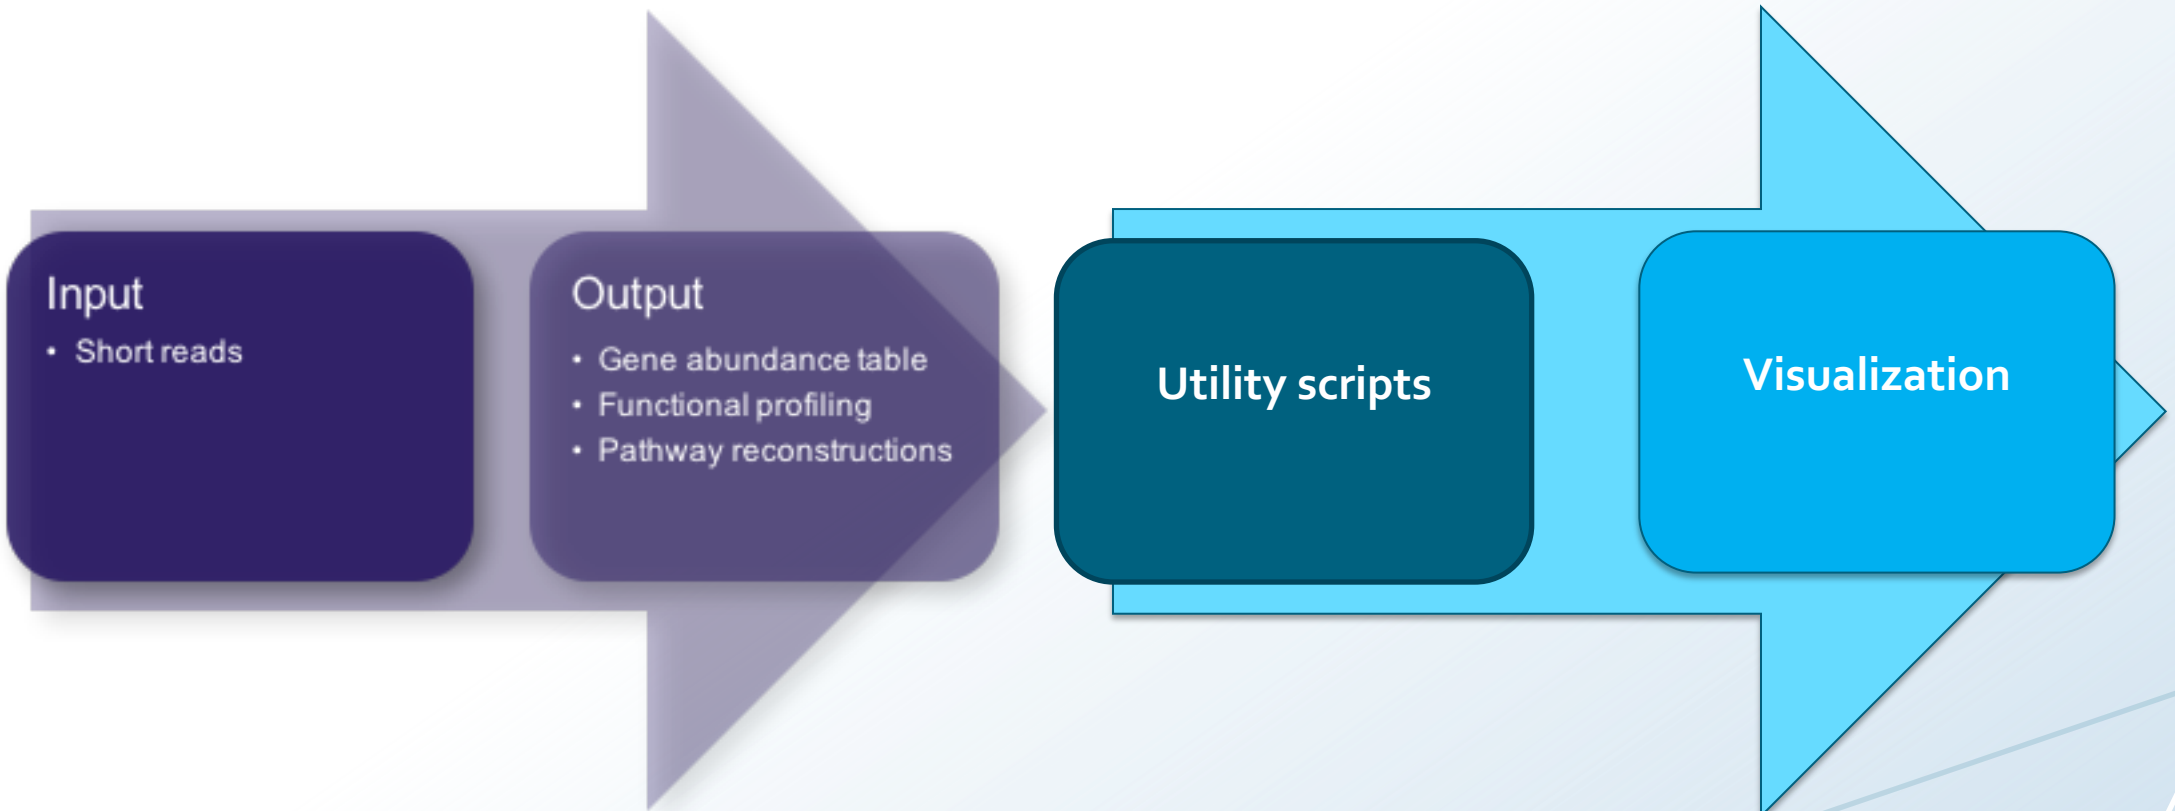 Input
• Short reads
Output
• Gene abundance table
• Functional profiling
• Pathway reconstructions
Utility scripts
Visualization